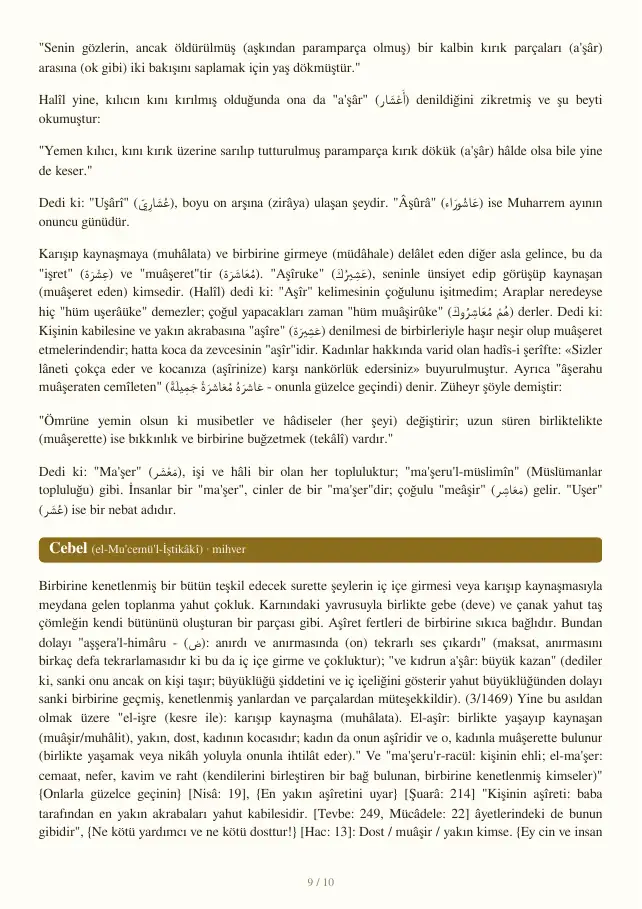 "Senin gözlerin, ancak öldürülmüş (aşkından paramparça olmuş) bir kalbin kırık parçaları (a'şâr)
arasına (ok gibi) iki bakışını saplamak için yaş dökmüştür."
Halîl yine, kılıcın kını kırılmış olduğunda ona da "a'şâr" (أَعْشَار) denildiğini zikretmiş ve şu beyti
okumuştur:
"Yemen kılıcı, kını kırık üzerine sarılıp tutturulmuş paramparça kırık dökük (a'şâr) hâlde olsa bile yine
de keser."
Dedi ki: "Uşârî" (عُشَارِيّ), boyu on arşına (zirâya) ulaşan şeydir. "Âşûrâ" (عَاشُورَاء) ise Muharrem ayının
onuncu günüdür.
Karışıp kaynaşmaya (muhâlata) ve birbirine girmeye (müdâhale) delâlet eden diğer asla gelince, bu da
"işret" (عِشْرَة) ve "muâşeret"tir (مُعَاشَرَة). "Aşîruke" (عَشِيرُكَ), seninle ünsiyet edip görüşüp kaynaşan
(muâşeret eden) kimsedir. (Halîl) dedi ki: "Aşîr" kelimesinin çoğulunu işitmedim; Araplar neredeyse
hiç "hüm uşerâüke" demezler; çoğul yapacakları zaman "hüm muâşirûke" (هُمْ مُعَاشِرُوكَ) derler. Dedi ki:
Kişinin kabilesine ve yakın akrabasına "aşîre" (عَشِيرَة) denilmesi de birbirleriyle haşır neşir olup muâşeret
etmelerindendir; hatta koca da zevcesinin "aşîr"idir. Kadınlar hakkında varid olan hadîs-i şerîfte: «Sizler
lâneti çokça eder ve kocanıza (aşîrinize) karşı nankörlük edersiniz» buyurulmuştur. Ayrıca "âşerahu
muâşeraten cemîleten" (عَاشَرَهُ مُعَاشَرَةً جَمِيلَةً - onunla güzelce geçindi) denir. Züheyr şöyle demiştir:
"Ömrüne yemin olsun ki musibetler ve hâdiseler (her şeyi) değiştirir; uzun süren birliktelikte
(muâşerette) ise bıkkınlık ve birbirine buğzetmek (tekâlî) vardır."
Dedi ki: "Ma'şer" (مَعْشَر), işi ve hâli bir olan her topluluktur; "ma'şeru'l-müslimîn" (Müslümanlar
topluluğu) gibi. İnsanlar bir "ma'şer", cinler de bir "ma'şer"dir; çoğulu "meâşir" (مَعَاشِر) gelir. "Uşer"
(عُشَر) ise bir nebat adıdır.
Cebel (el-Mu'cemü'l-İştikâkî) · mihver
Birbirine kenetlenmiş bir bütün teşkil edecek surette şeylerin iç içe girmesi veya karışıp kaynaşmasıyla
meydana gelen toplanma yahut çokluk. Karnındaki yavrusuyla birlikte gebe (deve) ve çanak yahut taş
çömleğin kendi bütününü oluşturan bir parçası gibi. Aşîret fertleri de birbirine sıkıca bağlıdır. Bundan
dolayı "aşşera'l-himâru - (ض): anırdı ve anırmasında (on) tekrarlı ses çıkardı" (maksat, anırmasını
birkaç defa tekrarlamasıdır ki bu da iç içe girme ve çokluktur); "ve kıdrun a'şâr: büyük kazan" (dediler
ki, sanki onu ancak on kişi taşır; büyüklüğü şiddetini ve iç içeliğini gösterir yahut büyüklüğünden dolayı
sanki birbirine geçmiş, kenetlenmiş yanlardan ve parçalardan müteşekkildir). (3/1469) Yine bu asıldan
olmak üzere "el-işre (kesre ile): karışıp kaynaşma (muhâlata). El-aşîr: birlikte yaşayıp kaynaşan
(muâşir/muhâlit), yakın, dost, kadının kocasıdır; kadın da onun aşîridir ve o, kadınla muâşerette bulunur
(birlikte yaşamak veya nikâh yoluyla onunla ihtilât eder)." Ve "ma'şeru'r-racül: kişinin ehli; el-ma'şer:
cemaat, nefer, kavim ve raht (kendilerini birleştiren bir bağ bulunan, birbirine kenetlenmiş kimseler)"
{Onlarla güzelce geçinin} [Nisâ: 19], {En yakın aşîretini uyar} [Şuarâ: 214] "Kişinin aşîreti: baba
tarafından en yakın akrabaları yahut kabilesidir. [Tevbe: 249, Mücâdele: 22] âyetlerindeki de bunun
gibidir", {Ne kötü yardımcı ve ne kötü dosttur!} [Hac: 13]: Dost / muâşir / yakın kimse. {Ey cin ve insan
9 / 10